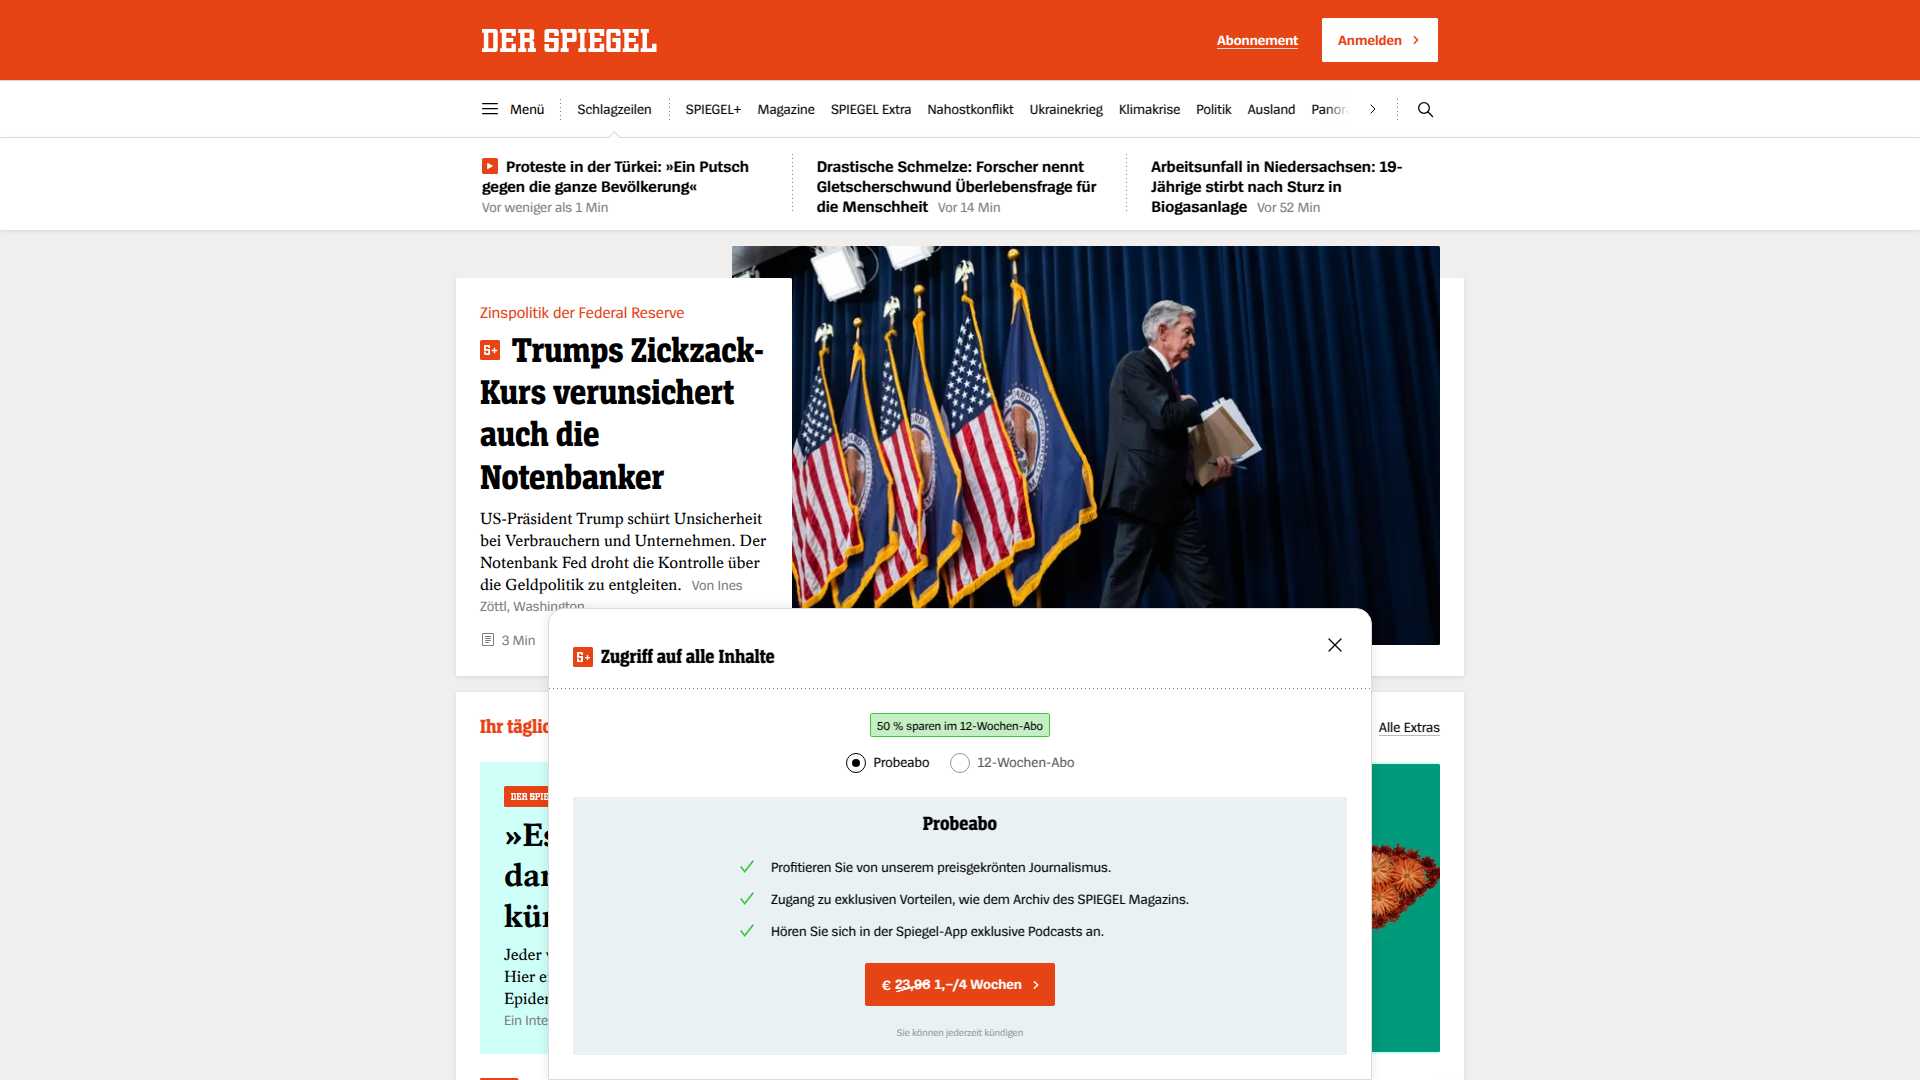 DER SPIEGEL
Abonnement
Anmelden
Menü
Schlagzeilen
SPIEGEL+
Magazine
SPIEGEL Extra
Nahostkonflikt
Ukrainekrieg
Klimakrise
Politik
Ausland
Panor
Proteste in der Türkei: »Ein Putsch
gegen die ganze Bevölkerung«
Vor weniger als 1 Min
Drastische Schmelze: Forscher nennt
Gletscherschwund Überlebensfrage für
die Menschheit Vor 14 Min
Arbeitsunfall in Niedersachsen: 19-
Jährige stirbt nach Sturz in
Biogasanlage Vor 52 Min
Zinspolitik der Federal Reserve
S+ Trumps Zickzack-
Kurs verunsichert
auch die
Notenbanker
US-Präsident Trump schürt Unsicherheit
bei Verbrauchern und Unternehmen. Der
Notenbank Fed droht die Kontrolle über
die Geldpolitik zu entgleiten. Von Ines
Zöttl, Washington
3 Min
S+ Zugriff auf alle Inhalte
50 % sparen im 12-Wochen-Abo
Probeabo
12-Wochen-Abo
Probeabo
Profitieren Sie von unserem preisgekrönten Journalismus.
Zugang zu exklusiven Vorteilen, wie dem Archiv des SPIEGEL Magazins.
Hören Sie sich in der Spiegel-App exklusive Podcasts an.
€ 23,96 1,–/4 Wochen
Sie können jederzeit kündigen
Ihr täglic
Alle Extras
DER SPIE
»Es
dar
kün
Jeder
Hier e
Epider
Ein Inte